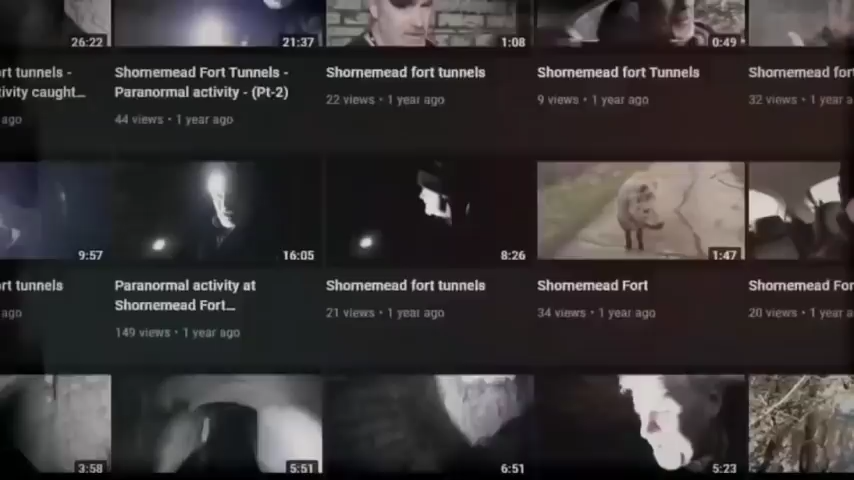 26:22
21:37
1:08
0:49
rt tunnels -
Shornemead Fort Tunnels -
Shornemead fort tunnels
Shornemead fort Tunnels
Shornemead fort
ivity caught...
Paranormal activity - (Pt-2)
22 views • 1 year ago
9 views • 1 year ago
32 views • 1 year a
ago
44 views • 1 year ago
9:57
16:05
8:26
1:47
rt tunnels
Paranormal activity at
Shornemead fort tunnels
Shornemead Fort
Shornemead For
Shornemead Fort...
ago
21 views • 1 year ago
34 views • 1 year ago
20 views • 1 year a
149 views • 1 year ago
3:58
5:51
6:51
5:23